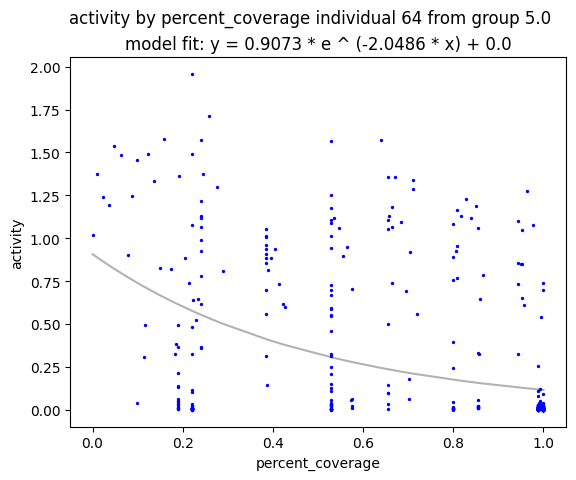 activity by percent_coverage individual 64 from group 5.0
model fit: y = 0.9073 * e ^ (-2.0486 * x) + 0.0
2.00
1.75
1.50
1.25
1.00
0.75
0.50
0.25
0.00
activity
0.0 0.2 0.4 0.6 0.8 1.0
percent_coverage